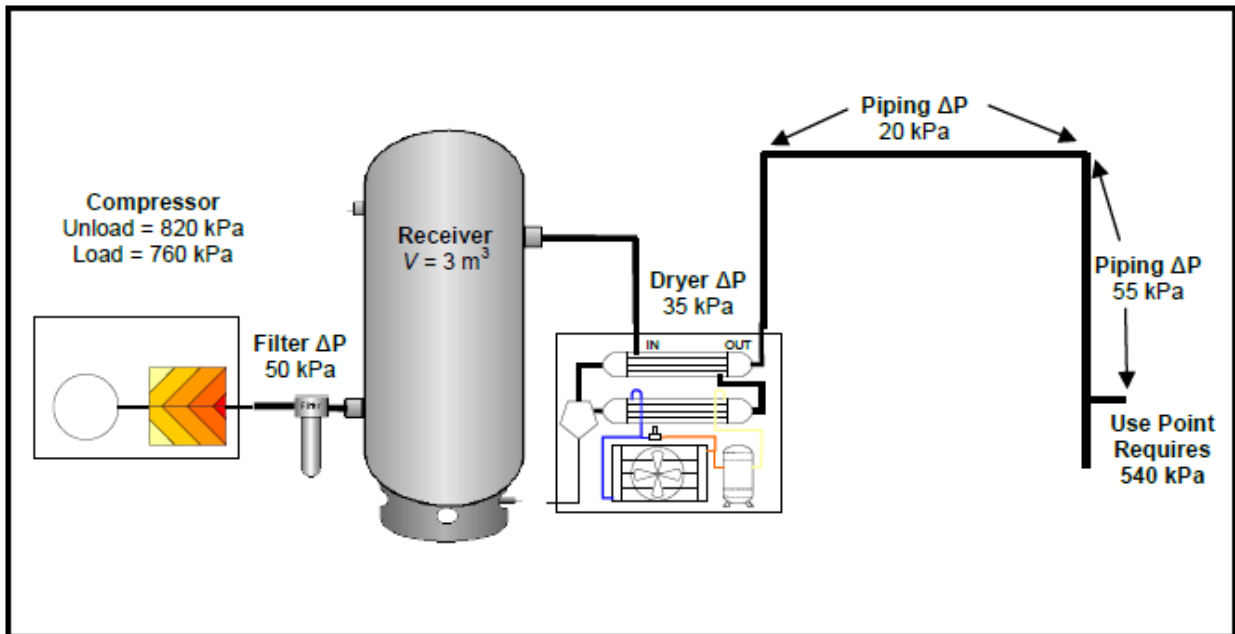 Compressor
Unload = 820 kPa
Load = 760 kPa
Filter ΔP
50 kPa
Filter
Receiver
V = 3 m³
Dryer ΔP
35 kPa
IN
OUT
Piping ΔP
20 kPa
Piping ΔP
55 kPa
Use Point
Requires
540 kPa